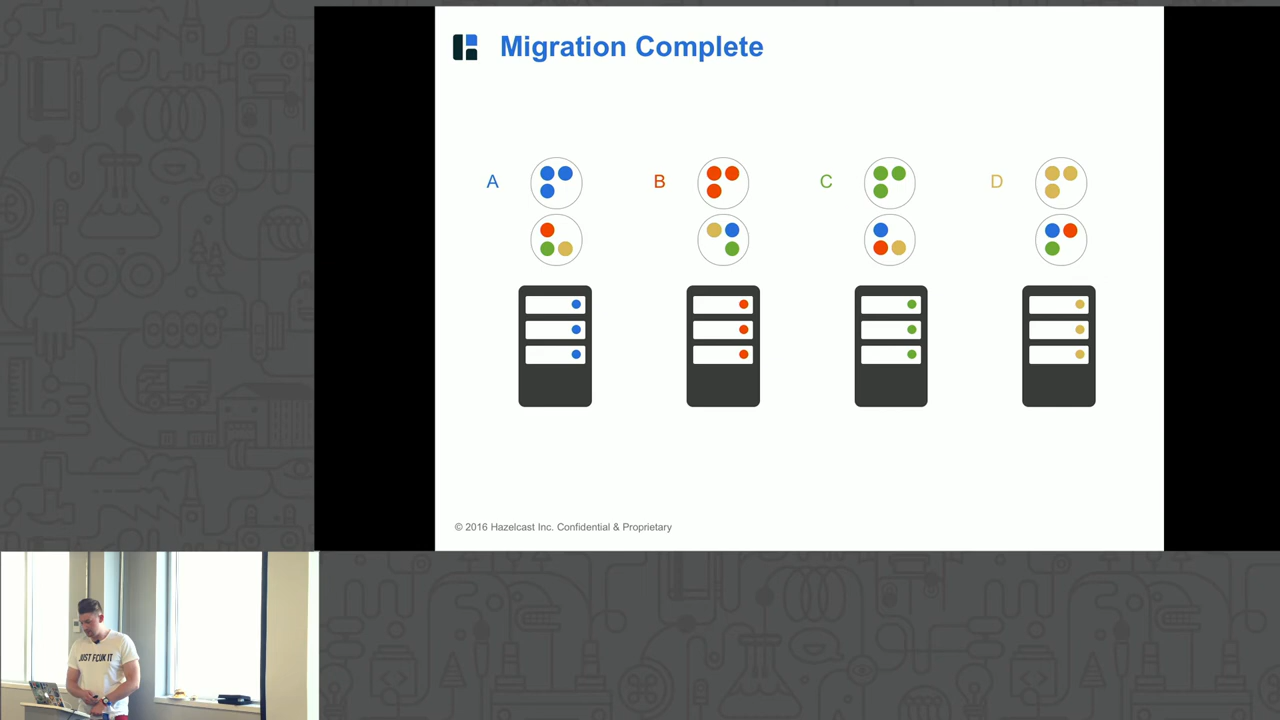 Migration Complete
A
B
C
D
© 2016 Hazelcast Inc. Confidential & Proprietary